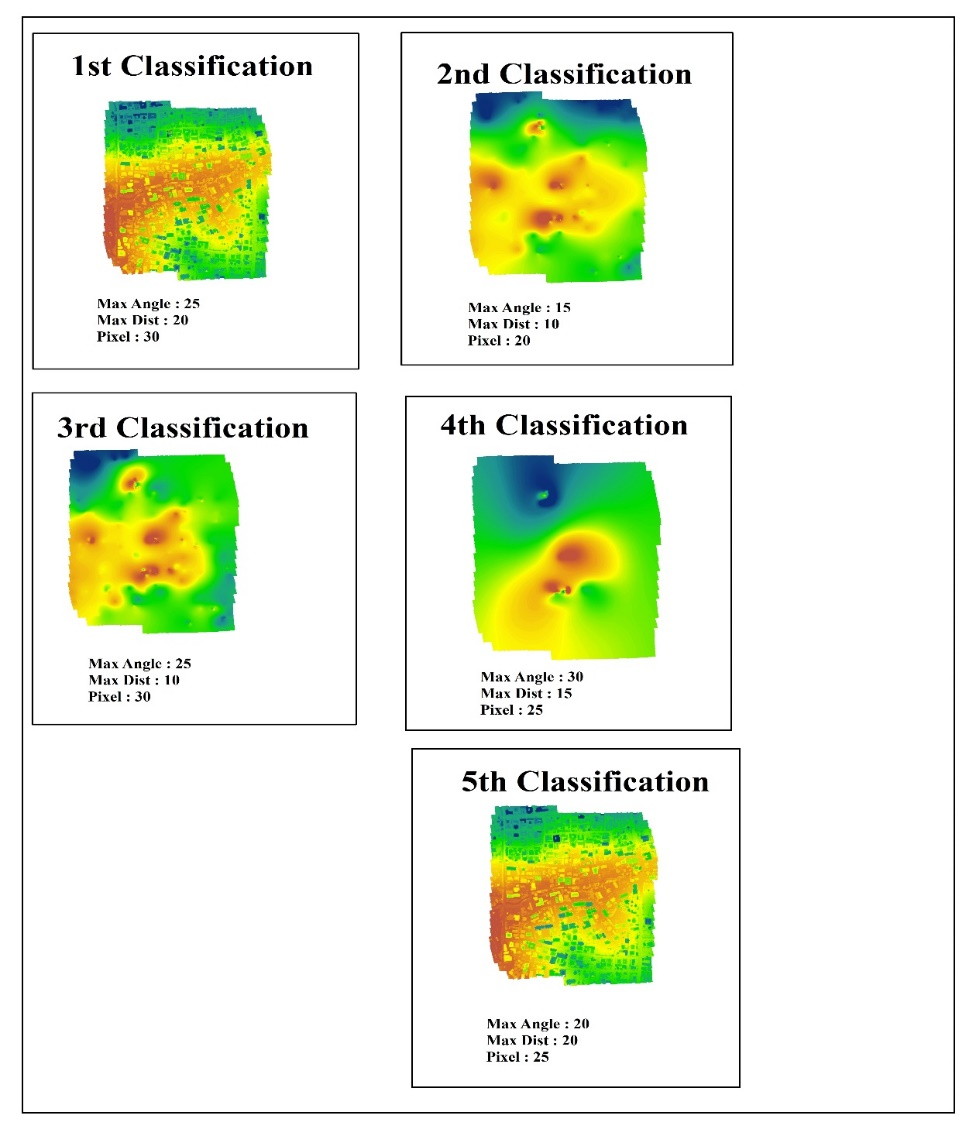 1st Classification
Max Angle : 25
Max Dist : 20
Pixel : 30
2nd Classification
Max Angle : 15
Max Dist : 10
Pixel : 20
3rd Classification
Max Angle : 25
Max Dist : 10
Pixel : 30
4th Classification
Max Angle : 30
Max Dist : 15
Pixel : 25
5th Classification
Max Angle : 20
Max Dist : 20
Pixel : 25